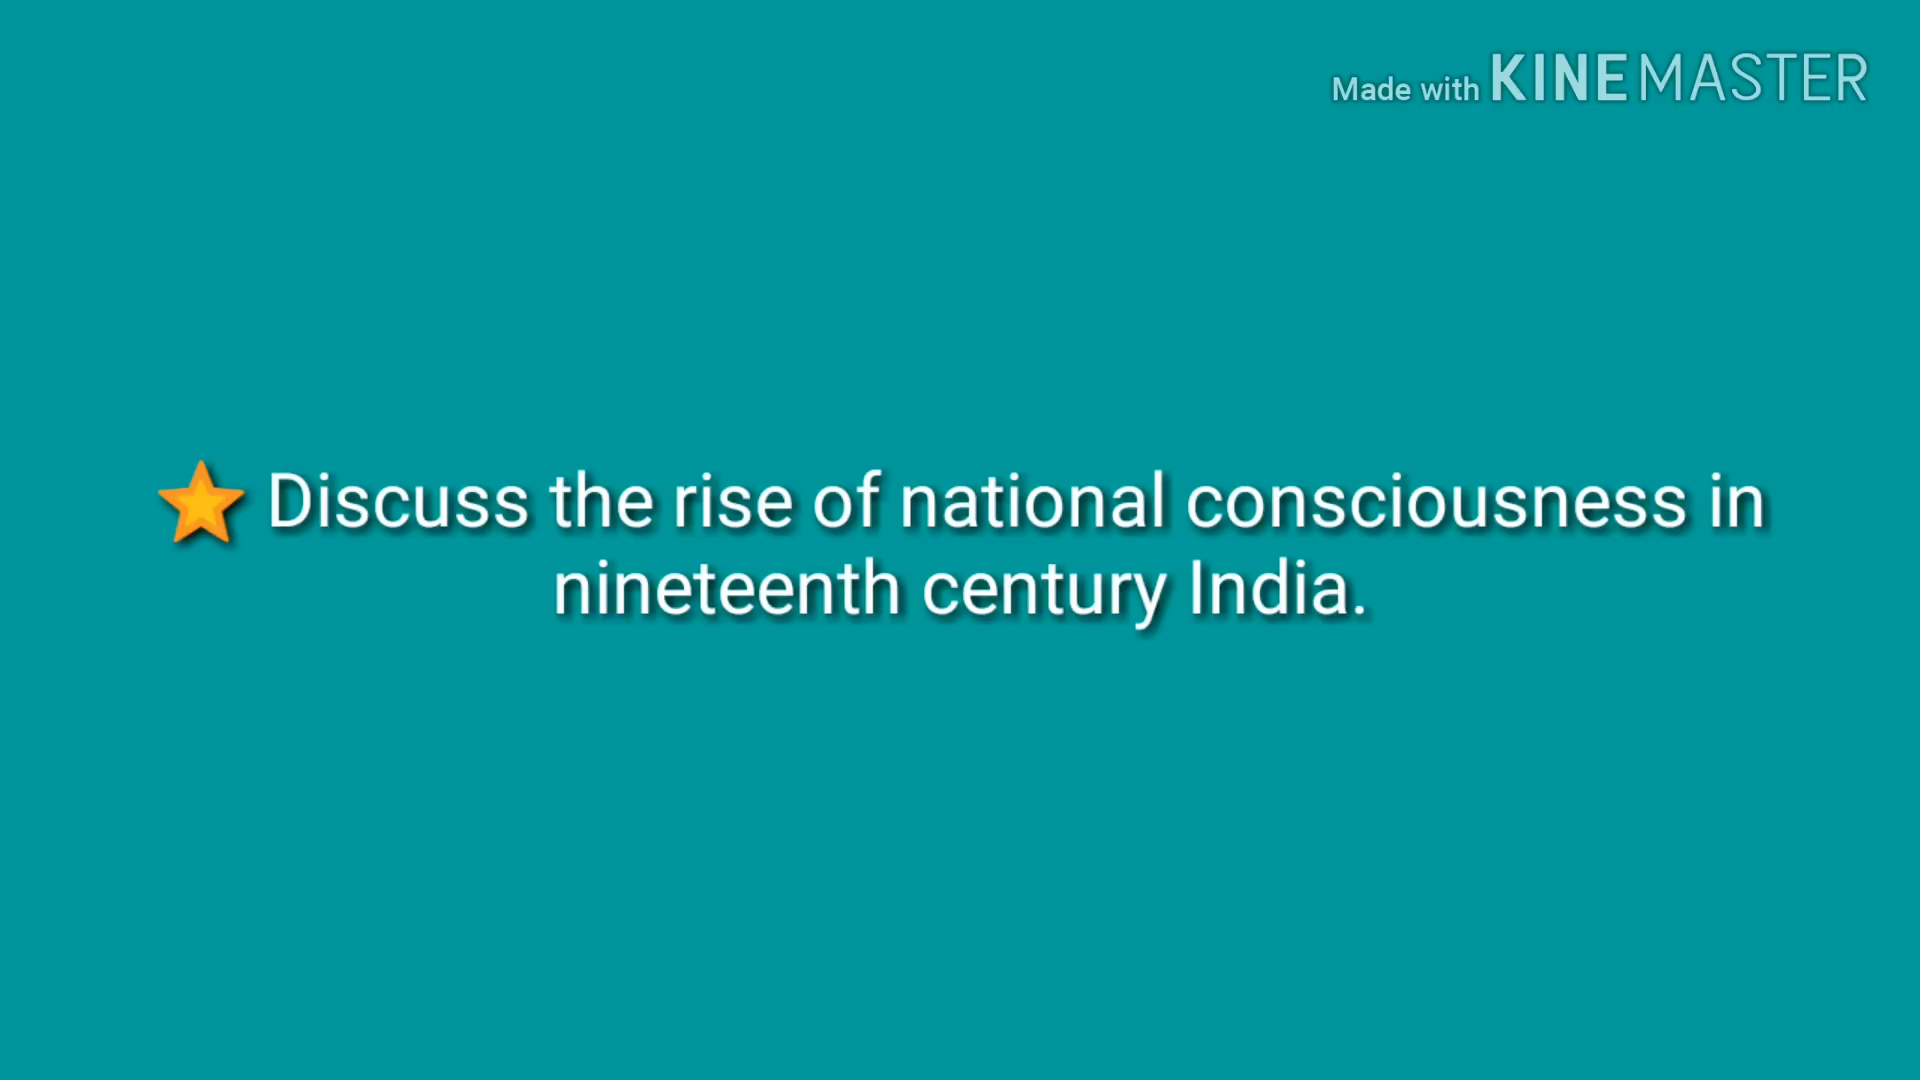 Made with KINEMASTER
⭐ Discuss the rise of national consciousness in
nineteenth century India.